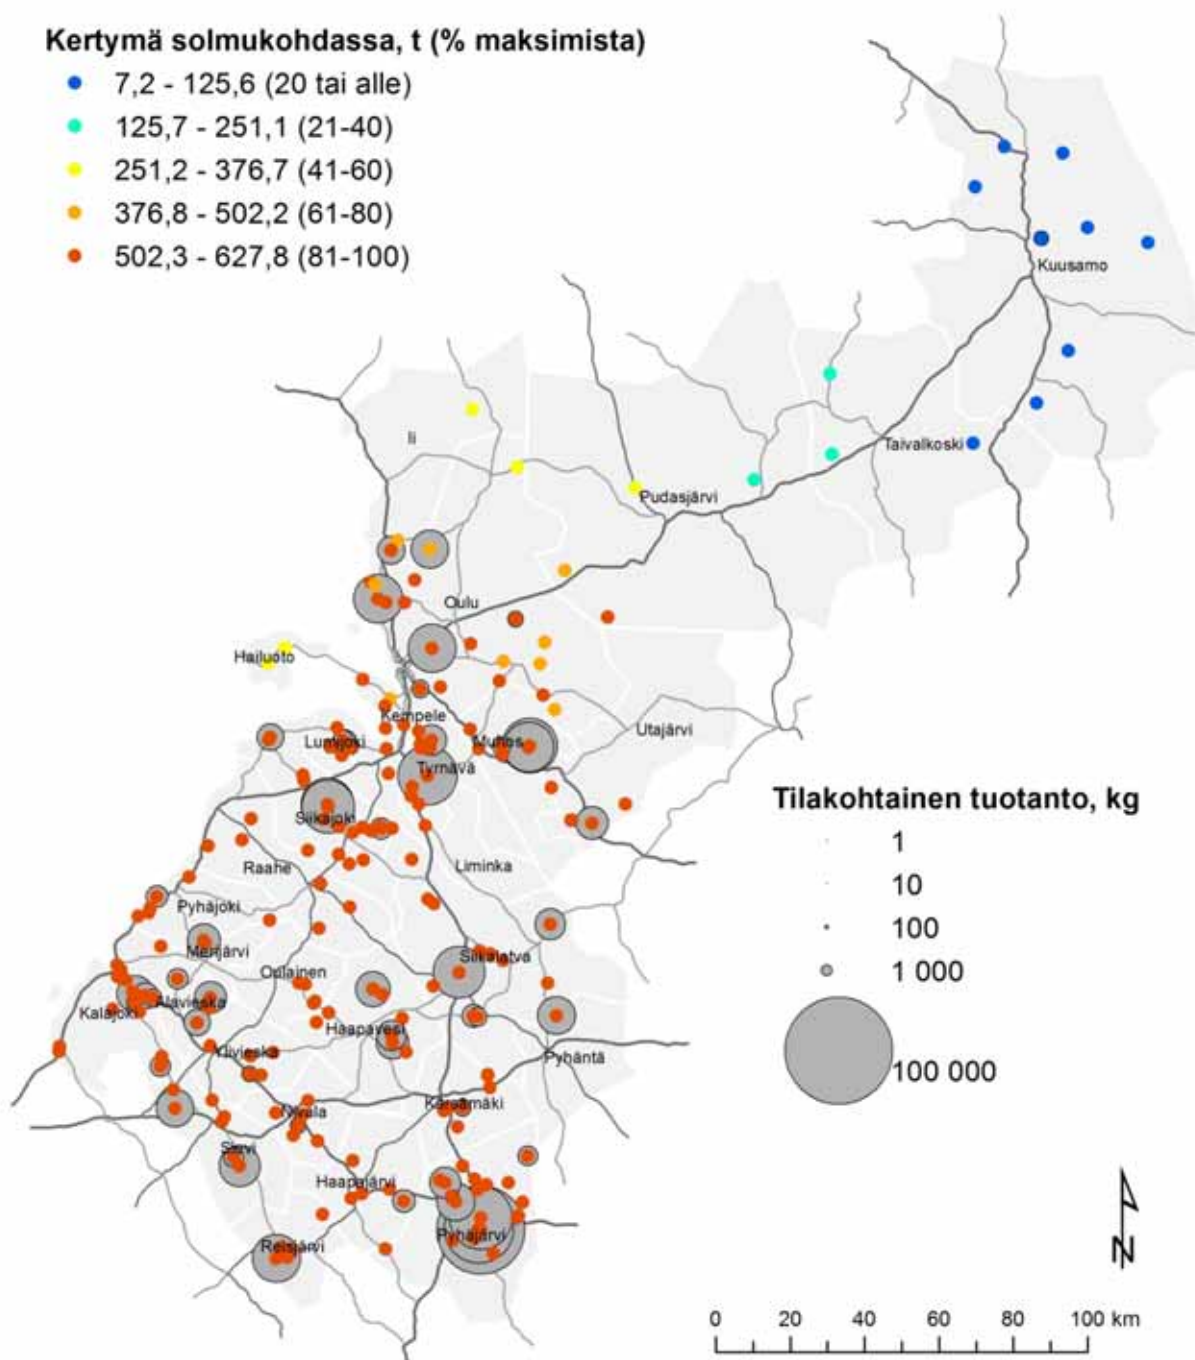 Kertymä solmukohdassa, t (% maksimista)
7,2 - 125,6 (20 tai alle)
125,7 - 251,1 (21-40)
251,2 - 376,7 (41-60)
376,8 - 502,2 (61-80)
502,3 - 627,8 (81-100)
Kuusamo
Ii
Taivalkoski
Pudasjärvi
Oulu
Hailuoto
Kempele
Lumijoki
Muhos
Utajärvi
Tyrnävä
Tilakohtainen tuotanto, kg
1
10
100
1 000
100 000
Siikajoki
Raahe
Liminka
Pyhäjoki
Merijärvi
Siikalatva
Oulainen
Alavieska
Kalajoki
Haapavesi
Ylivieska
Pyhäntä
Kärsämäki
Nivala
Sievi
Haapajärvi
Pyhäjärvi
Reisjärvi
N
0 20 40 60 80 100 km